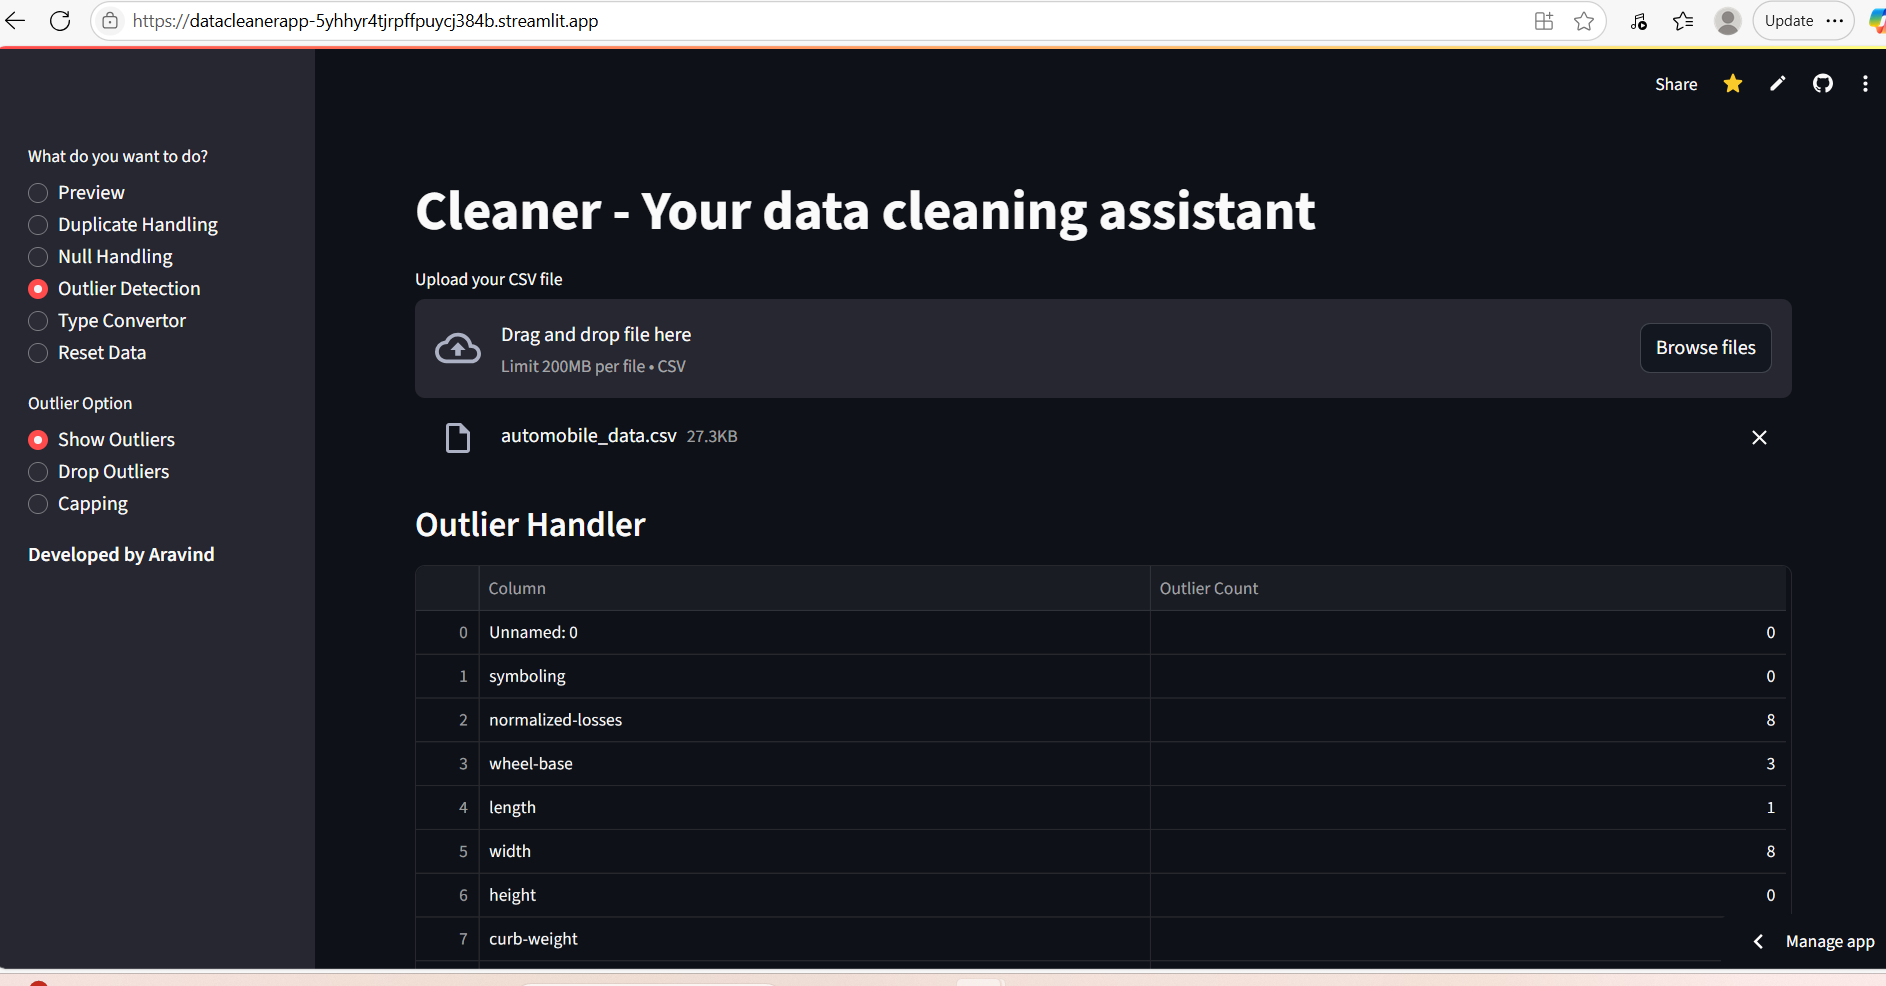 https://datacleanerapp-5yhhyr4tjrpffpuycj384b.streamlit.app
Update
Share
What do you want to do?
Preview
Duplicate Handling
Null Handling
Outlier Detection
Type Convertor
Reset Data
Outlier Option
Show Outliers
Drop Outliers
Capping
Developed by Aravind
Cleaner - Your data cleaning assistant
Upload your CSV file
Drag and drop file here
Limit 200MB per file • CSV
Browse files
automobile_data.csv 27.3KB
Outlier Handler
Column Outlier Count
0 Unnamed: 0 0
1 symboling 0
2 normalized-losses 8
3 wheel-base 3
4 length 1
5 width 8
6 height 0
7 curb-weight
Manage app